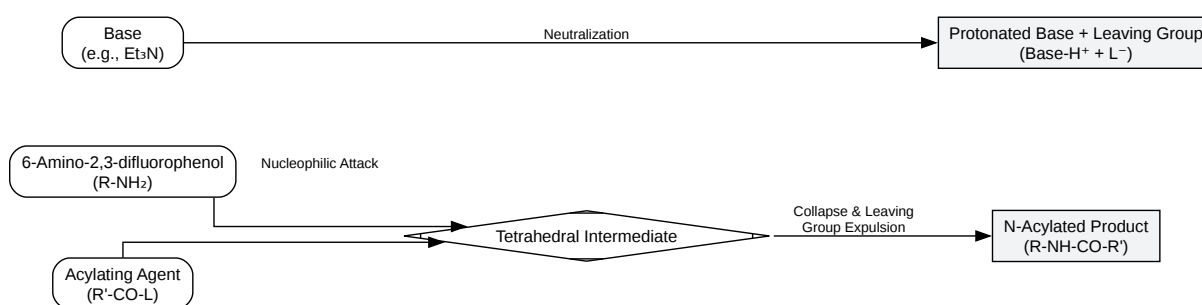 Base
(e.g., Et₃N)
Neutralization
Protonated Base + Leaving Group
(Base-H⁺ + L⁻)
6-Amino-2,3-difluorophenol
(R-NH₂)
Nucleophilic Attack
Acylating Agent
(R'-CO-L)
Tetrahedral Intermediate
Collapse & Leaving
Group Expulsion
N-Acylated Product
(R-NH-CO-R')